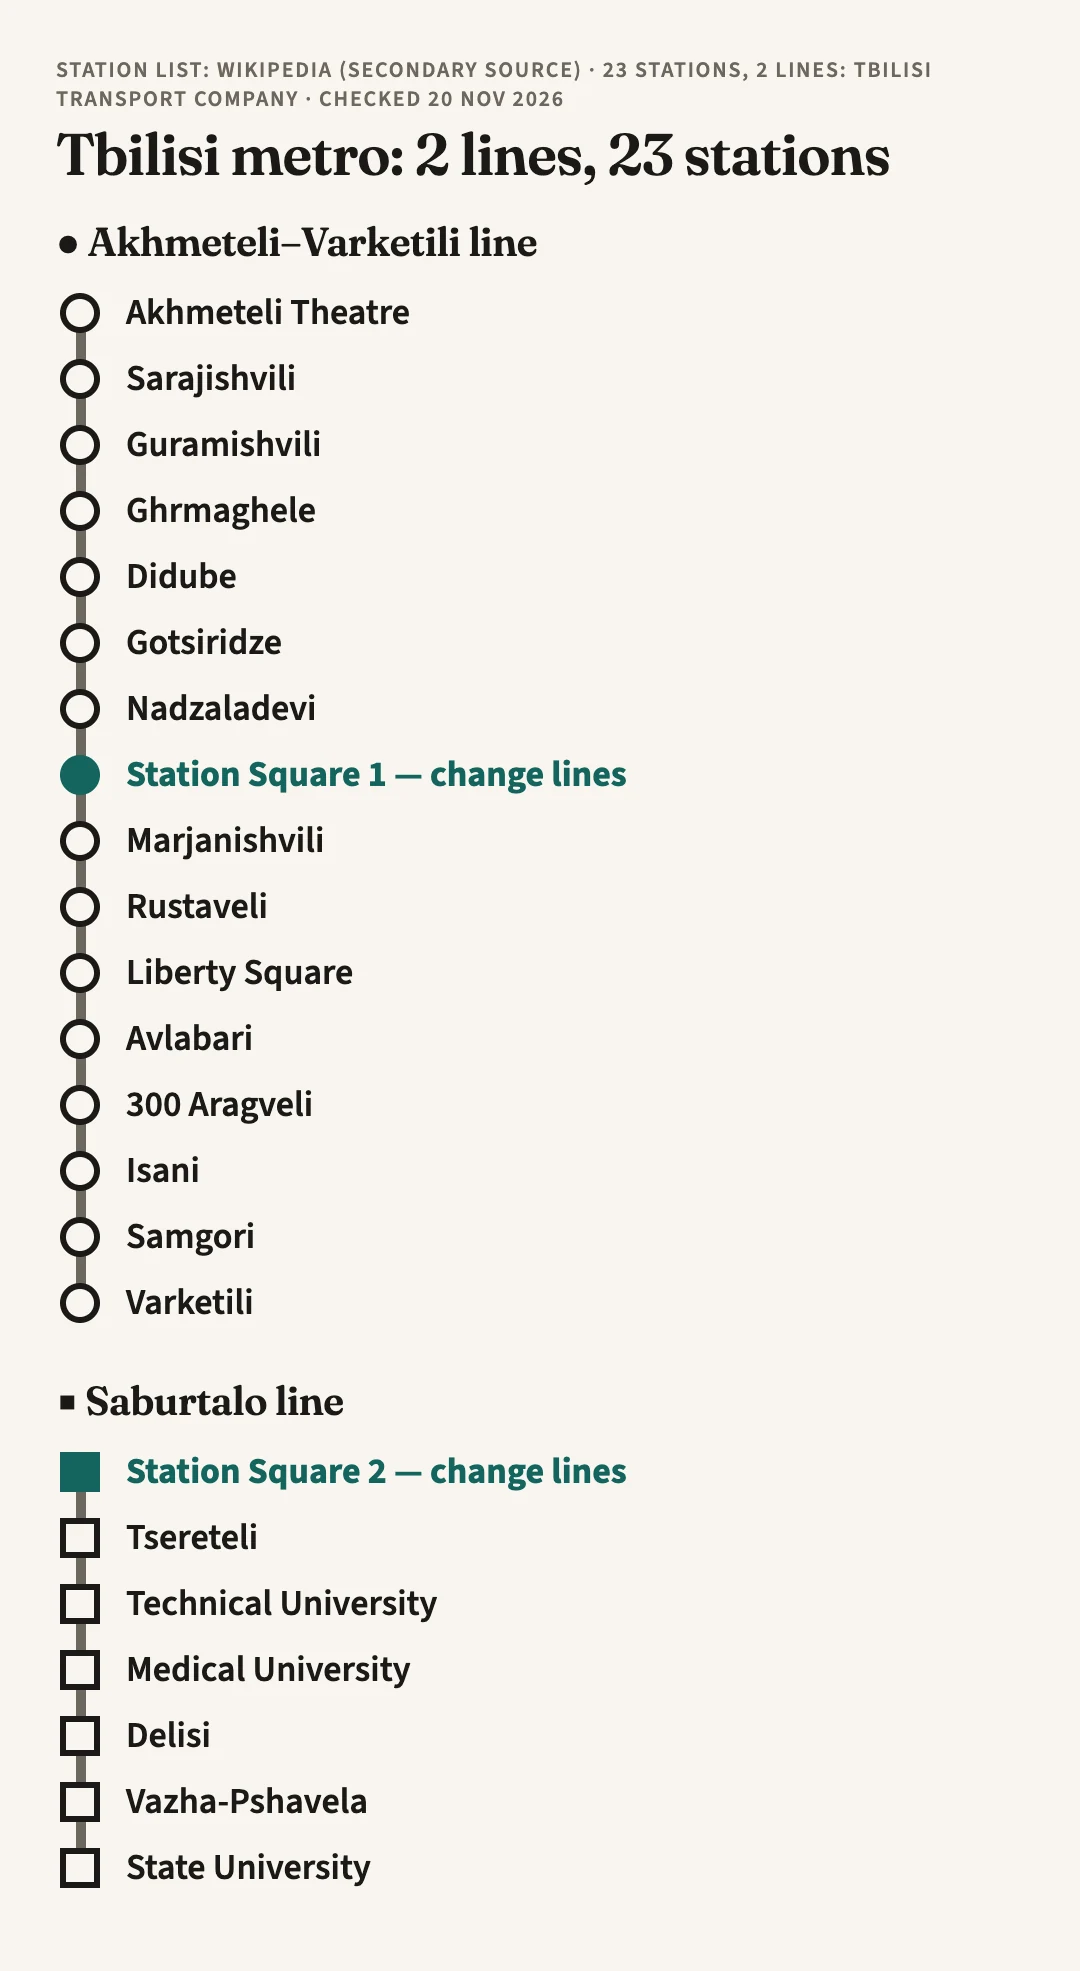 STATION LIST: WIKIPEDIA (SECONDARY SOURCE) · 23 STATIONS, 2 LINES: TBILISI
TRANSPORT COMPANY · CHECKED 20 NOV 2026
Tbilisi metro: 2 lines, 23 stations
● Akhmeteli–Varketili line
Akhmeteli Theatre
Sarajishvili
Guramishvili
Ghrmaghele
Didube
Gotsiridze
Nadzaladevi
Station Square 1 — change lines
Marjanishvili
Rustaveli
Liberty Square
Avlabari
300 Aragveli
Isani
Samgori
Varketili
▪ Saburtalo line
Station Square 2 — change lines
Tsereteli
Technical University
Medical University
Delisi
Vazha-Pshavela
State University